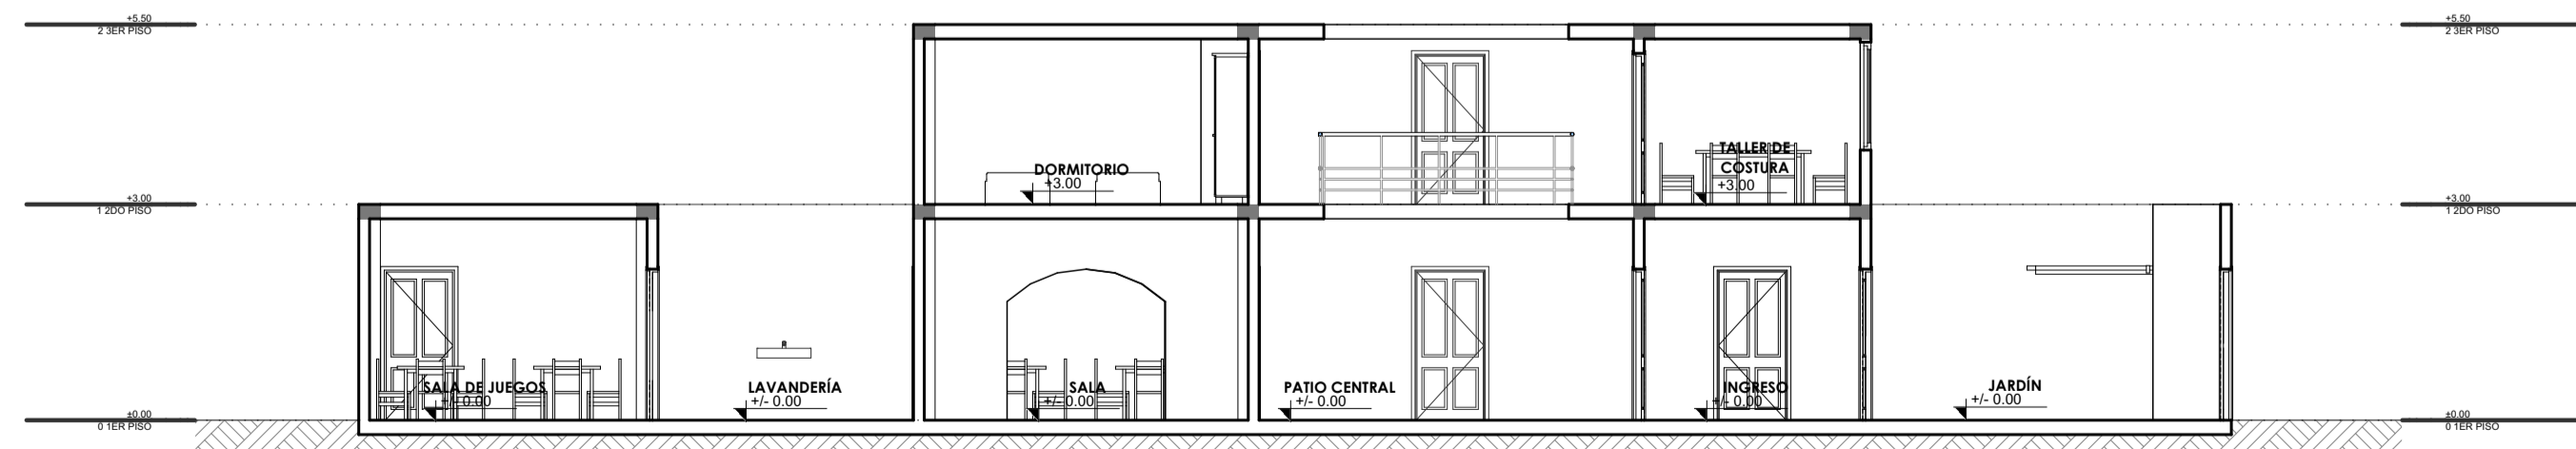 +5.50
2 3ER PISO
+5.50
2 3ER PISO
DORMITORIO
+3.00
TALLER DE
COSTURA
+3.00
+3.00
1 2DO PISO
+3.00
1 2DO PISO
SALA DE JUEGOS
+/- 0.00
LAVANDERÍA
+/- 0.00
SALA
+/- 0.00
PATIO CENTRAL
+/- 0.00
INGRESO
+/- 0.00
JARDÍN
+/- 0.00
±0.00
0 1ER PISO
±0.00
0 1ER PISO